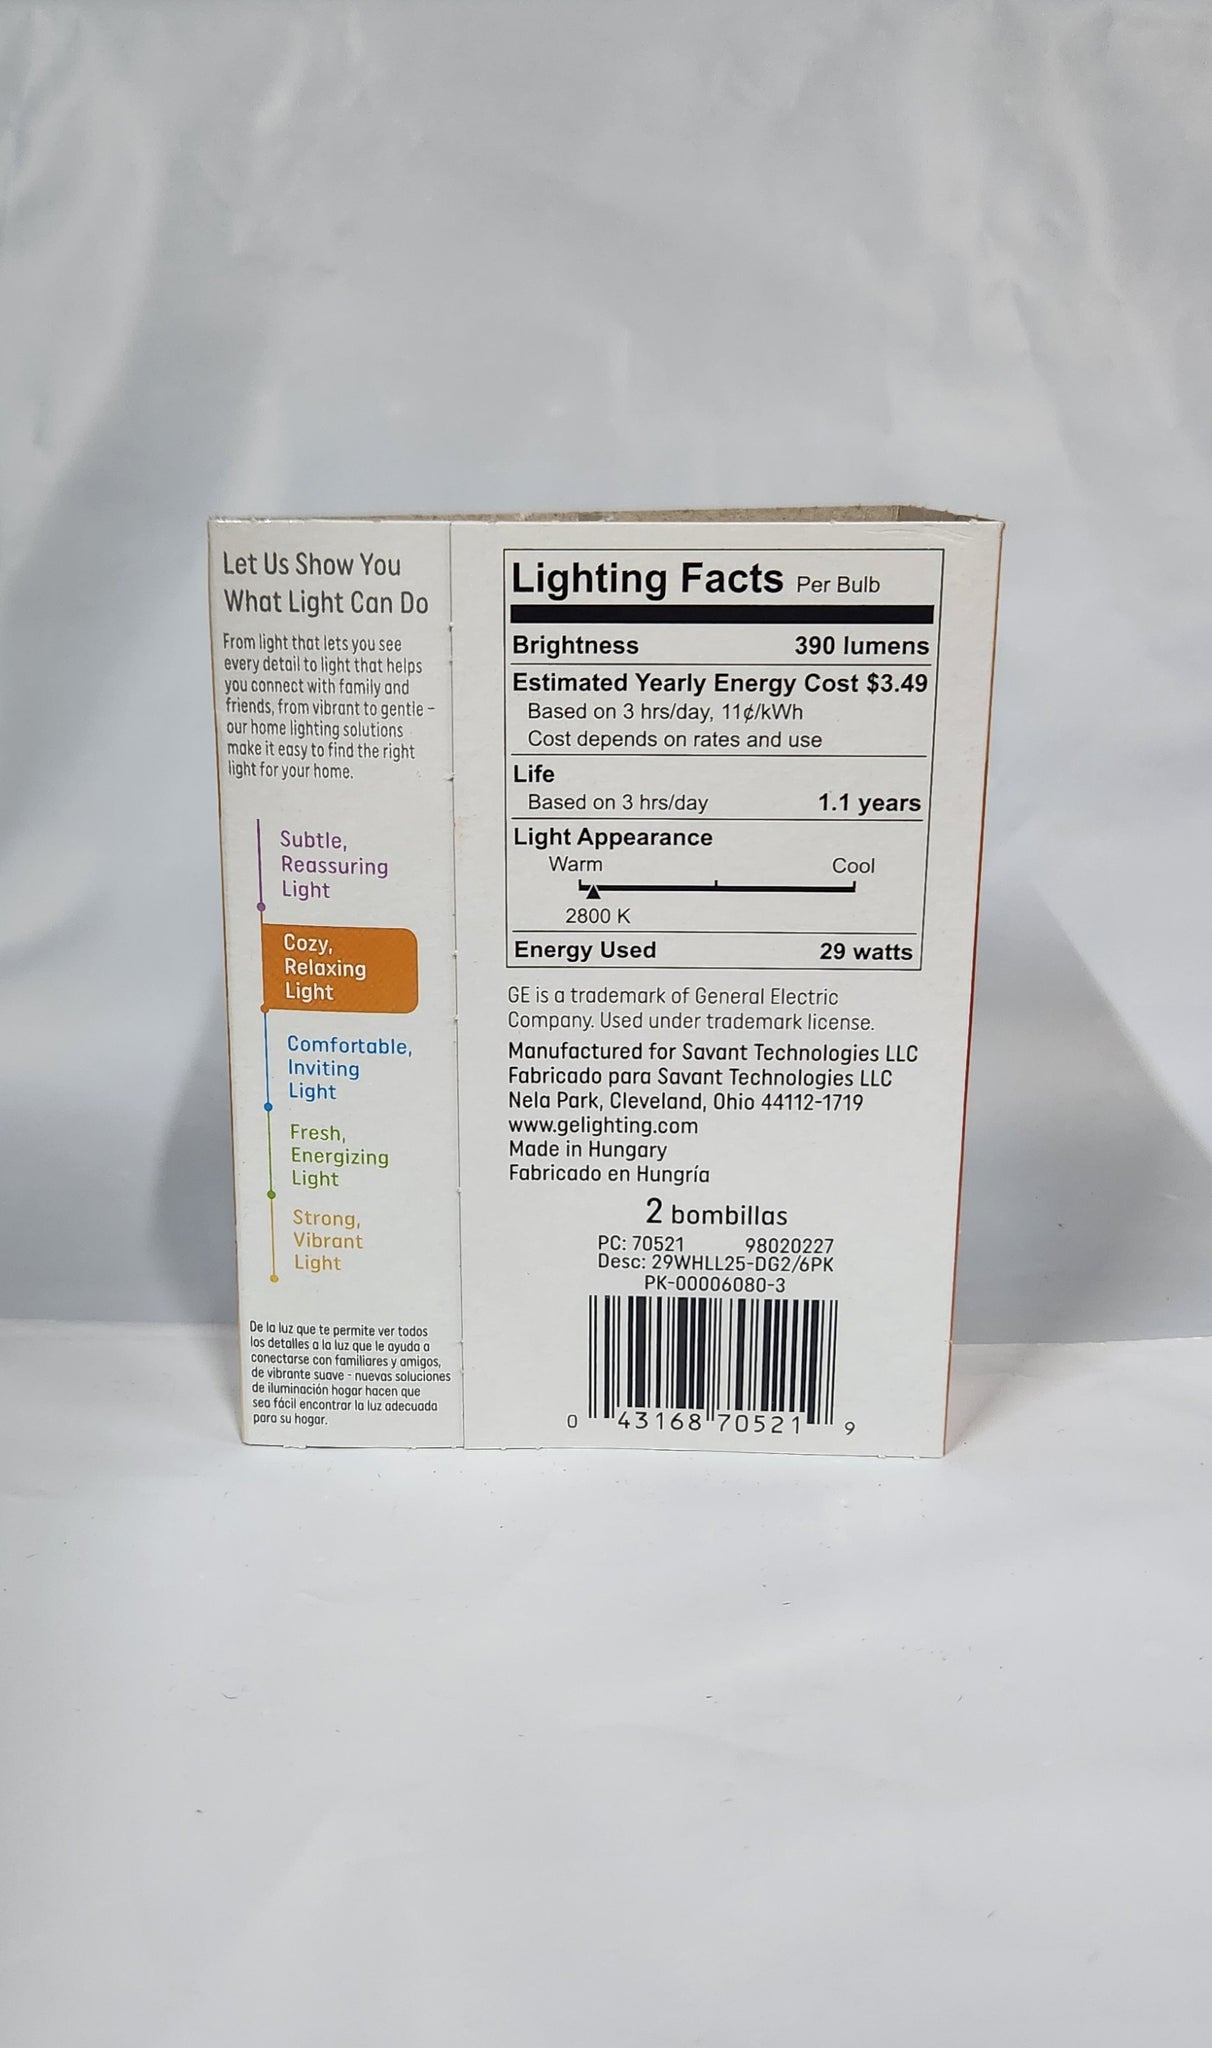 Let Us Show You
What Light Can Do
From light that lets you see
every detail to light that helps
you connect with family and
friends, from vibrant to gentle –
our home lighting solutions
make it easy to find the right
light for your home.
Subtle,
Reassuring
Light
Cozy,
Relaxing
Light
Comfortable,
Inviting
Light
Fresh,
Energizing
Light
Strong,
Vibrant
Light
De la luz que te permite ver todos
los detalles a la luz que le ayuda a
conectarse con familiares y amigos,
de vibrante suave - nuevas soluciones
de iluminación hogar hacen que
sea fácil encontrar la luz adecuada
para su hogar.
Lighting Facts Per Bulb
Brightness 390 lumens
Estimated Yearly Energy Cost $3.49
Based on 3 hrs/day, 11¢/kWh
Cost depends on rates and use
Life
Based on 3 hrs/day 1.1 years
Light Appearance
Warm Cool
2800 K
Energy Used 29 watts
GE is a trademark of General Electric
Company. Used under trademark license.
Manufactured for Savant Technologies LLC
Fabricado para Savant Technologies LLC
Nela Park, Cleveland, Ohio 44112-1719
www.gelighting.com
Made in Hungary
Fabricado en Hungría
2 bombillas
PC: 70521 98020227
Desc: 29WHLL25-DG2/6PK
PK-00006080-3
0 43168 70521 9